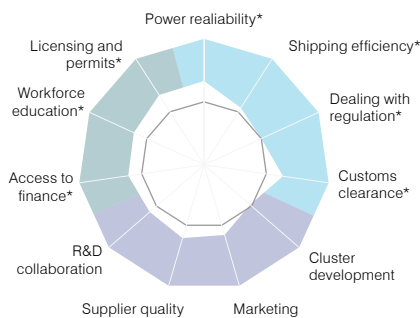 Power realiability*
Licensing and
permits*
Shipping efficiency*
Workforce
education*
Dealing with
regulation*
Access to
finance*
Customs
clearance*
R&D
collaboration
Cluster
development
Supplier quality
Marketing